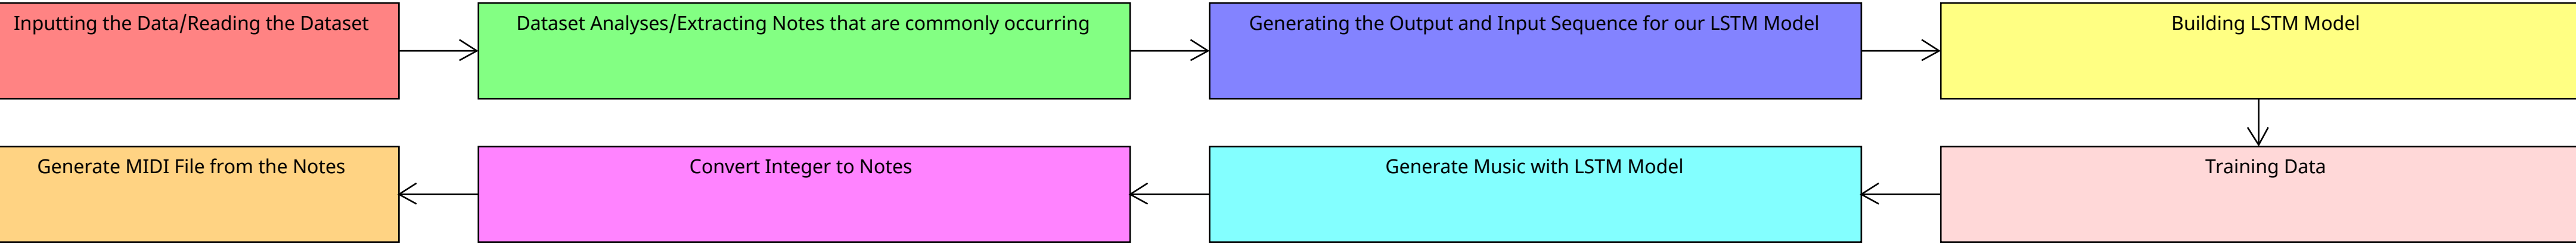 Inputting the Data/Reading the Dataset
Dataset Analyses/Extracting Notes that are commonly occurring
Generating the Output and Input Sequence for our LSTM Model
Building LSTM Model
Training Data
Generate Music with LSTM Model
Convert Integer to Notes
Generate MIDI File from the Notes